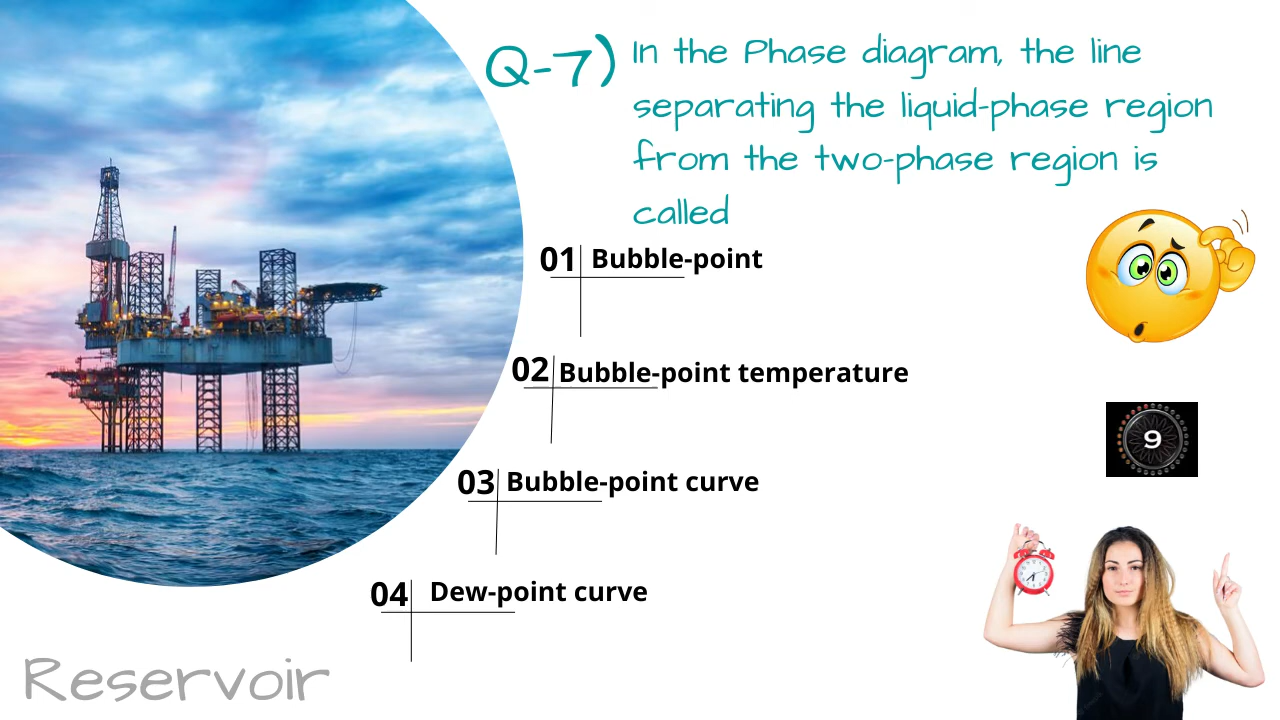 Q-7)
In the Phase diagram, the line
separating the liquid-phase region
from the two-phase region is
called
01 Bubble-point
02 Bubble-point temperature
03 Bubble-point curve
04 Dew-point curve
9
Reservoir